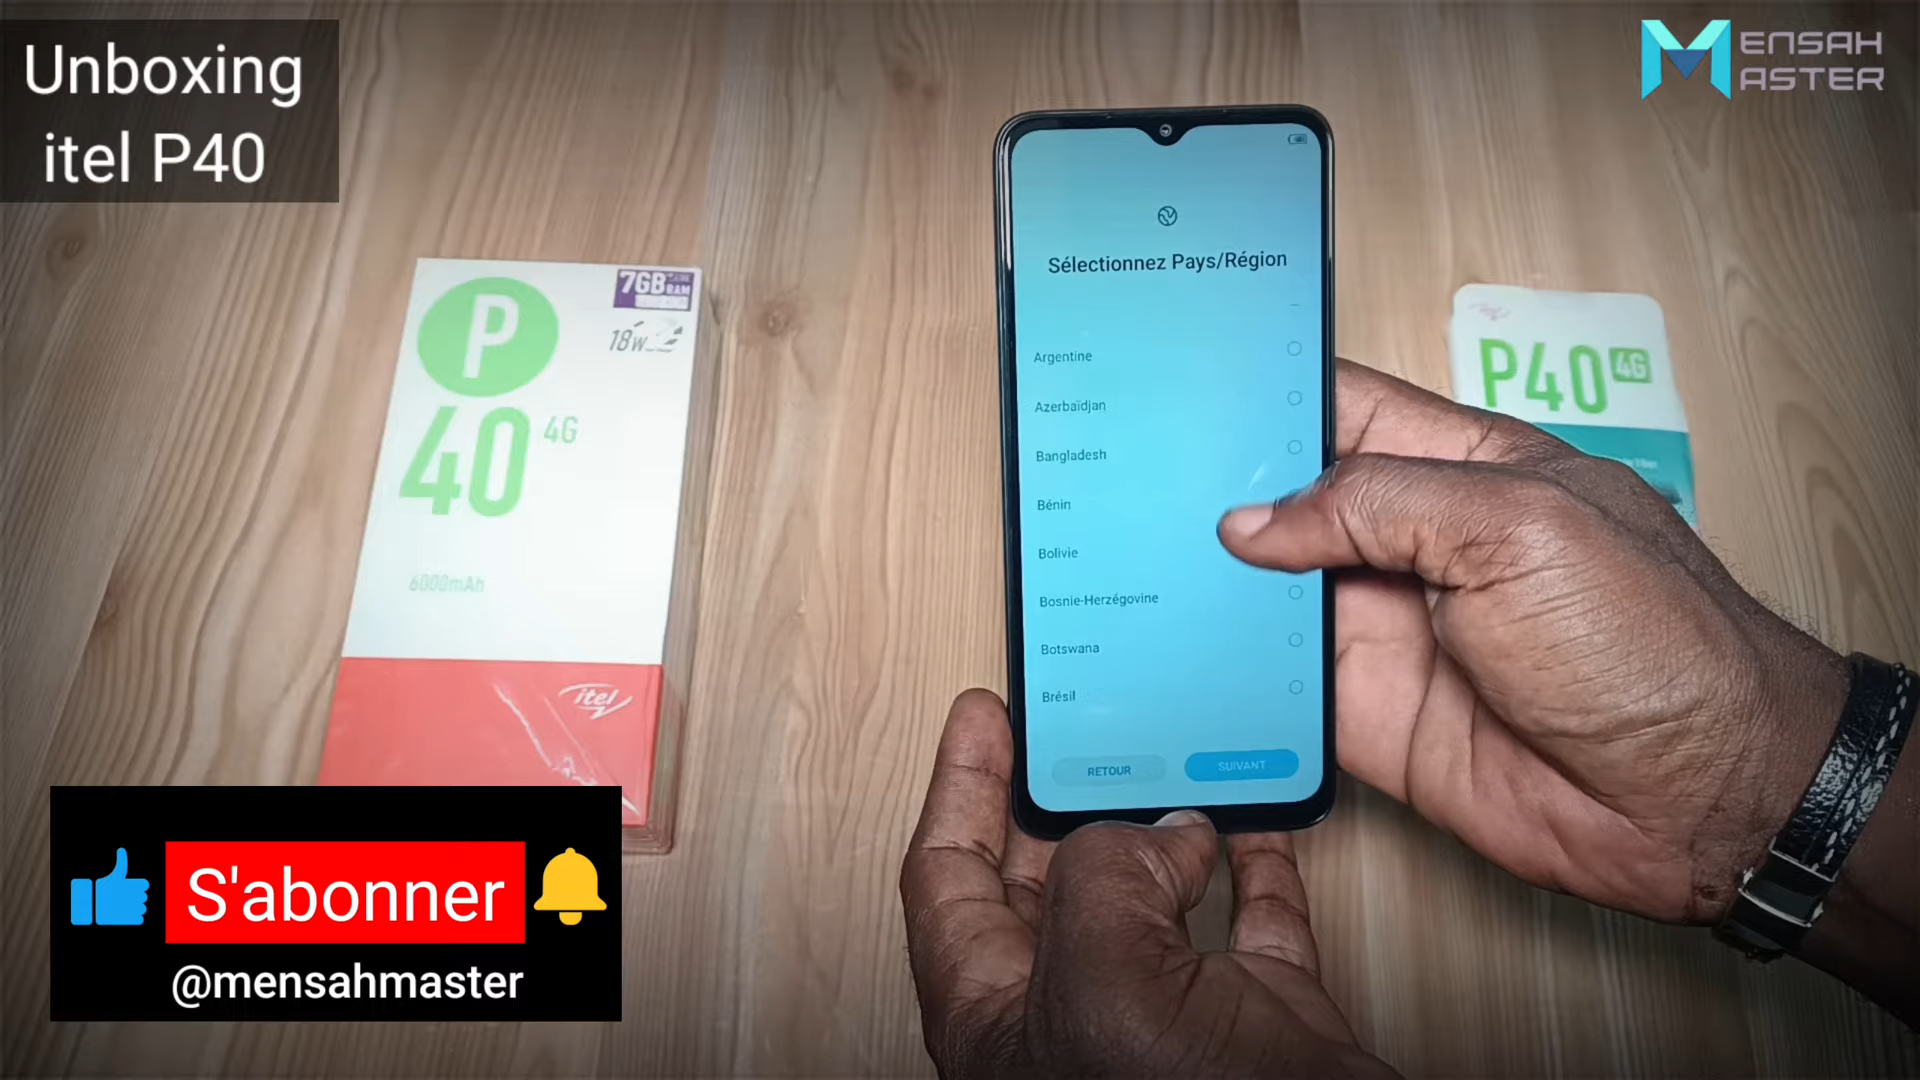 Unbossing
itel P40
MENSAH
MASTER
P
7GB
RAM
18W
40 4G
6000mAh
itel
Sélectionnez Pays/Région
Argentine
Azerbaïdjan
Bangladesh
Bénin
Bolivie
Bosnie-Herzégovine
Botswana
Brésil
RETOUR
SUIVANT
P40 4G
S'abonner
@mensahmaster